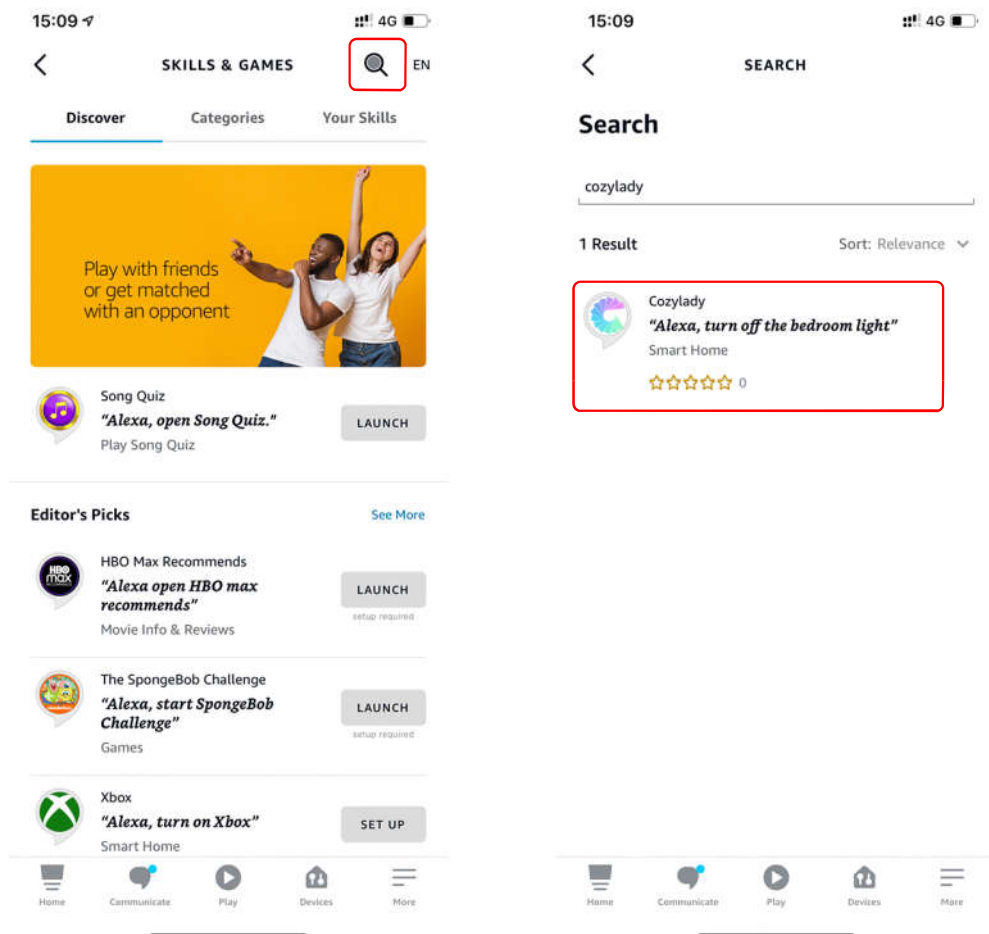 15:09
4G
SKILLS & GAMES
EN
Discover
Categories
Your Skills
Play with friends
or get matched
with an opponent
Song Quiz
“Alexa, open Song Quiz."
Play Song Quiz
LAUNCH
Editor's Picks
See More
HBO max
HBO Max Recommends
“Alexa open HBO max
recommends”
Movie Info & Reviews
LAUNCH
setup required
The SpongeBob Challenge
“Alexa, start SpongeBob
Challenge”
Games
LAUNCH
setup required
Xbox
“Alexa, turn on Xbox”
Smart Home
SET UP
Home
Communicate
Play
Devices
More
15:09
4G
SEARCH
Search
cozylady
1 Result
Sort: Relevance
Cozylady
“Alexa, turn off the bedroom light”
Smart Home
0
Home
Communicate
Play
Devices
More